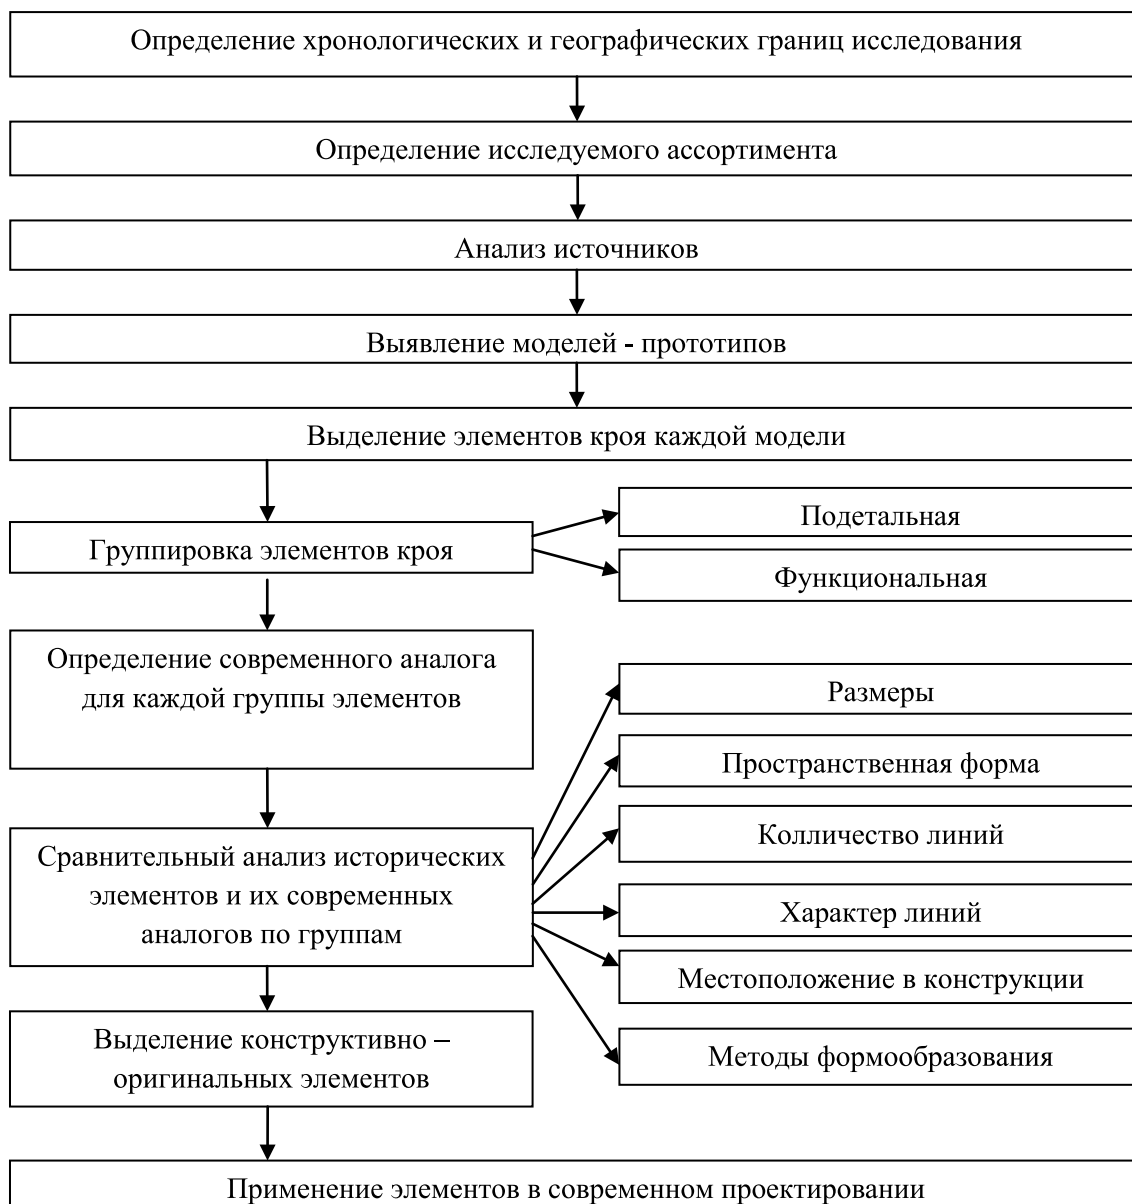 Определение хронологических и географических границ исследования
Определение исследуемого ассортимента
Анализ источников
Выявление моделей - прототипов
Выделение элементов кроя каждой модели
Группировка элементов кроя
Подетальная
Функциональная
Определение современного аналога
для каждой группы элементов
Сравнительный анализ исторических
элементов и их современных
аналогов по группам
Размеры
Пространственная форма
Колличество линий
Характер линий
Местоположение в конструкции
Методы формообразования
Выделение конструктивно –
оригинальных элементов
Применение элементов в современном проектировании